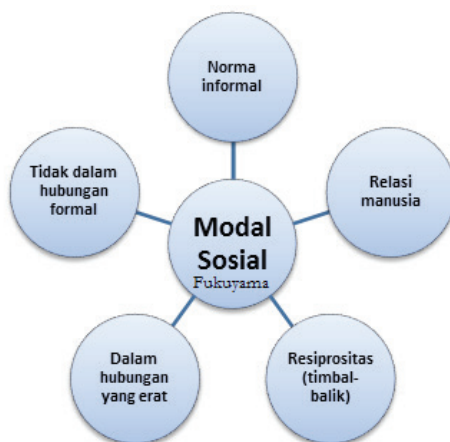 Norma
informal
Tidak dalam
hubungan
formal
Relasi
manusia
Modal
Sosial
Fukuyama
Dalam
hubungan
yang erat
Resiprositas
(timbal-
balik)